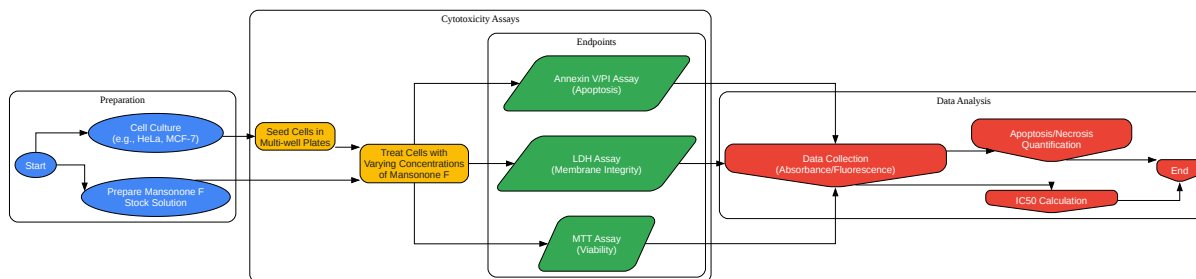 Cytotoxicity Assays
Endpoints
Preparation
Data Analysis
Start
Cell Culture
(e.g., HeLa, MCF-7)
Prepare Mansonone F
Stock Solution
Seed Cells in
Multi-well Plates
Treat Cells with
Varying Concentrations
of Mansonone F
Annexin V/PI Assay
(Apoptosis)
LDH Assay
(Membrane Integrity)
MTT Assay
(Viability)
Data Collection
(Absorbance/Fluorescence)
Apoptosis/Necrosis
Quantification
IC50 Calculation
End